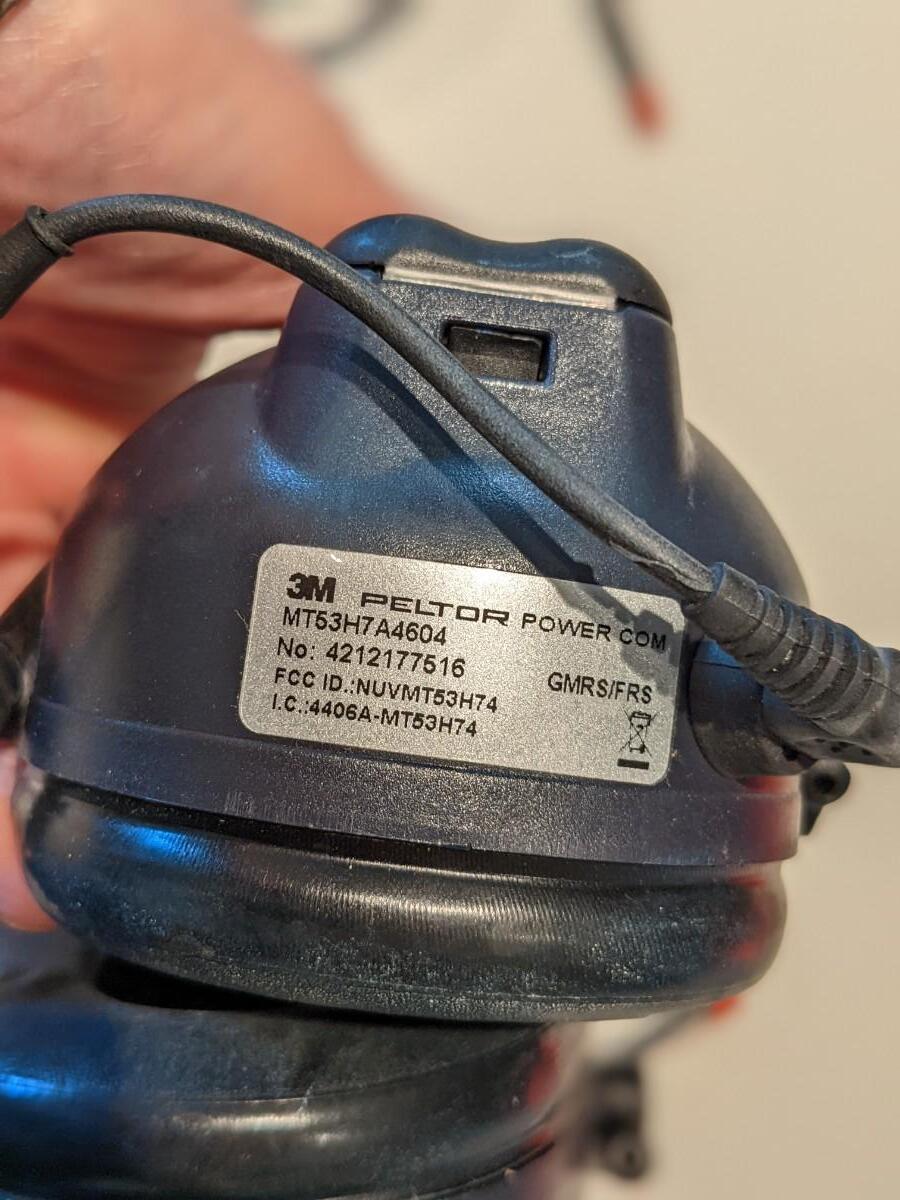 3M PELTOR POWER COM
MT53H7A4604
No: 4212177516
FCC ID.:NUVMT53H74
GMRS/FRS
I.C.:4406A-MT53H74